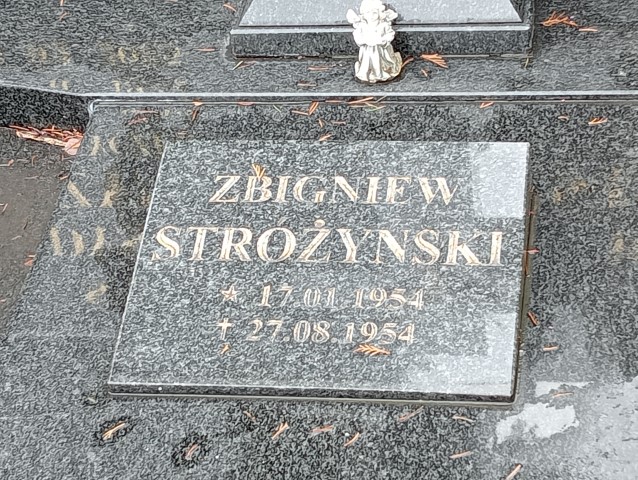 ZBIGNIEW
STROŻYNSKI
★ 17.01.1954
✝ 27.08.1954